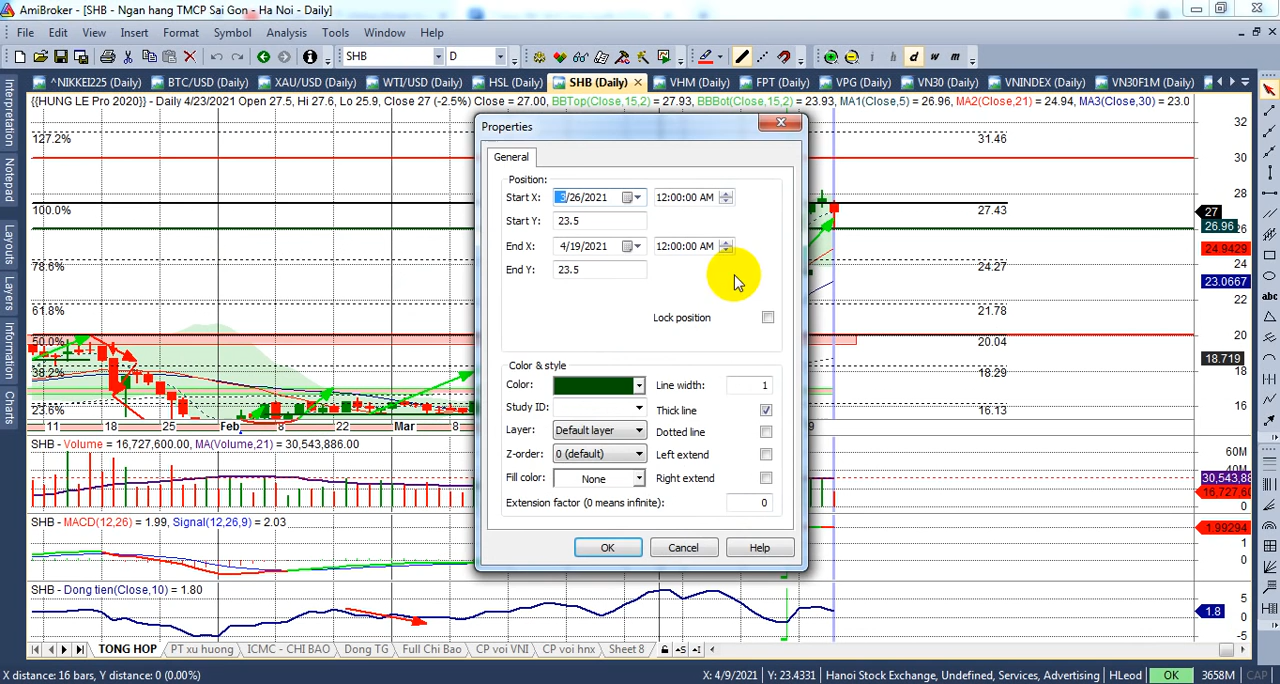 AmiBroker - [SHB - Ngan hang TMCP Sai Gon - Ha Noi - Daily]
File Edit View Insert Format Symbol Analysis Tools Window Help
SHB D i h d w m
^NIKKEI225 (Daily) BTC/USD (Daily) XAU/USD (Daily) WTI/USD (Daily) HSL (Daily) SHB (Daily) VHM (Daily) FPT (Daily) VPG (Daily) VN30 (Daily) VNINDEX (Daily) VN30F1M (Daily)
{{HUNG LE Pro 2020}} - Daily 4/23/2021 Open 27.5, Hi 27.6, Lo 25.9, Close 27 (-2.5%) Close = 27.00, BBTop(Close,15,2) = 27.93, BBBot(Close,15,2) = 23.93, MA1(Close,5) = 26.96, MA2(Close,21) = 24.94, MA3(Close,30) = 23.0
Interpretation
Notepad
Layouts
Layers
Information
Charts
127.2%
100.0%
78.6%
61.8%
50.0%
38.2%
23.6%
31.46
27.43
24.27
21.78
20.04
18.29
16.13
32
30
28
27
26.96
24.9429
24
23.0667
22
20
18.719
18
16
Properties
General
Position:
Start X: 3/26/2021 12:00:00 AM
Start Y: 23.5
End X: 4/19/2021 12:00:00 AM
End Y: 23.5
Lock position
Color & style
Color: Line width: 1
Study ID: Thick line
Layer: Default layer Dotted line
Z-order: 0 (default) Left extend
Fill color: None Right extend
Extension factor (0 means infinite): 0
OK Cancel Help
11 18 25 Feb 8 22 Mar 8
SHB - Volume = 16,727,600.00, MA(Volume,21) = 30,543,886.00
60M
40M
30,543,88
16,727,60
SHB - MACD(12,26) = 1.99, Signal(12,26,9) = 2.03
1.99294
1
0
SHB - Dong tien(Close,10) = 1.80
5
1.8
0
-5
TONG HOP PT xu huong ICMC - CHI BAO Dong TG Full Chi Bao CP voi VNI CP voi hnx Sheet 8
X distance: 16 bars, Y distance: 0 (0.00%) X: 4/9/2021 Y: 23.4331 Hanoi Stock Exchange, Undefined, Services, Advertising HLeod OK 3658M CAP
abc